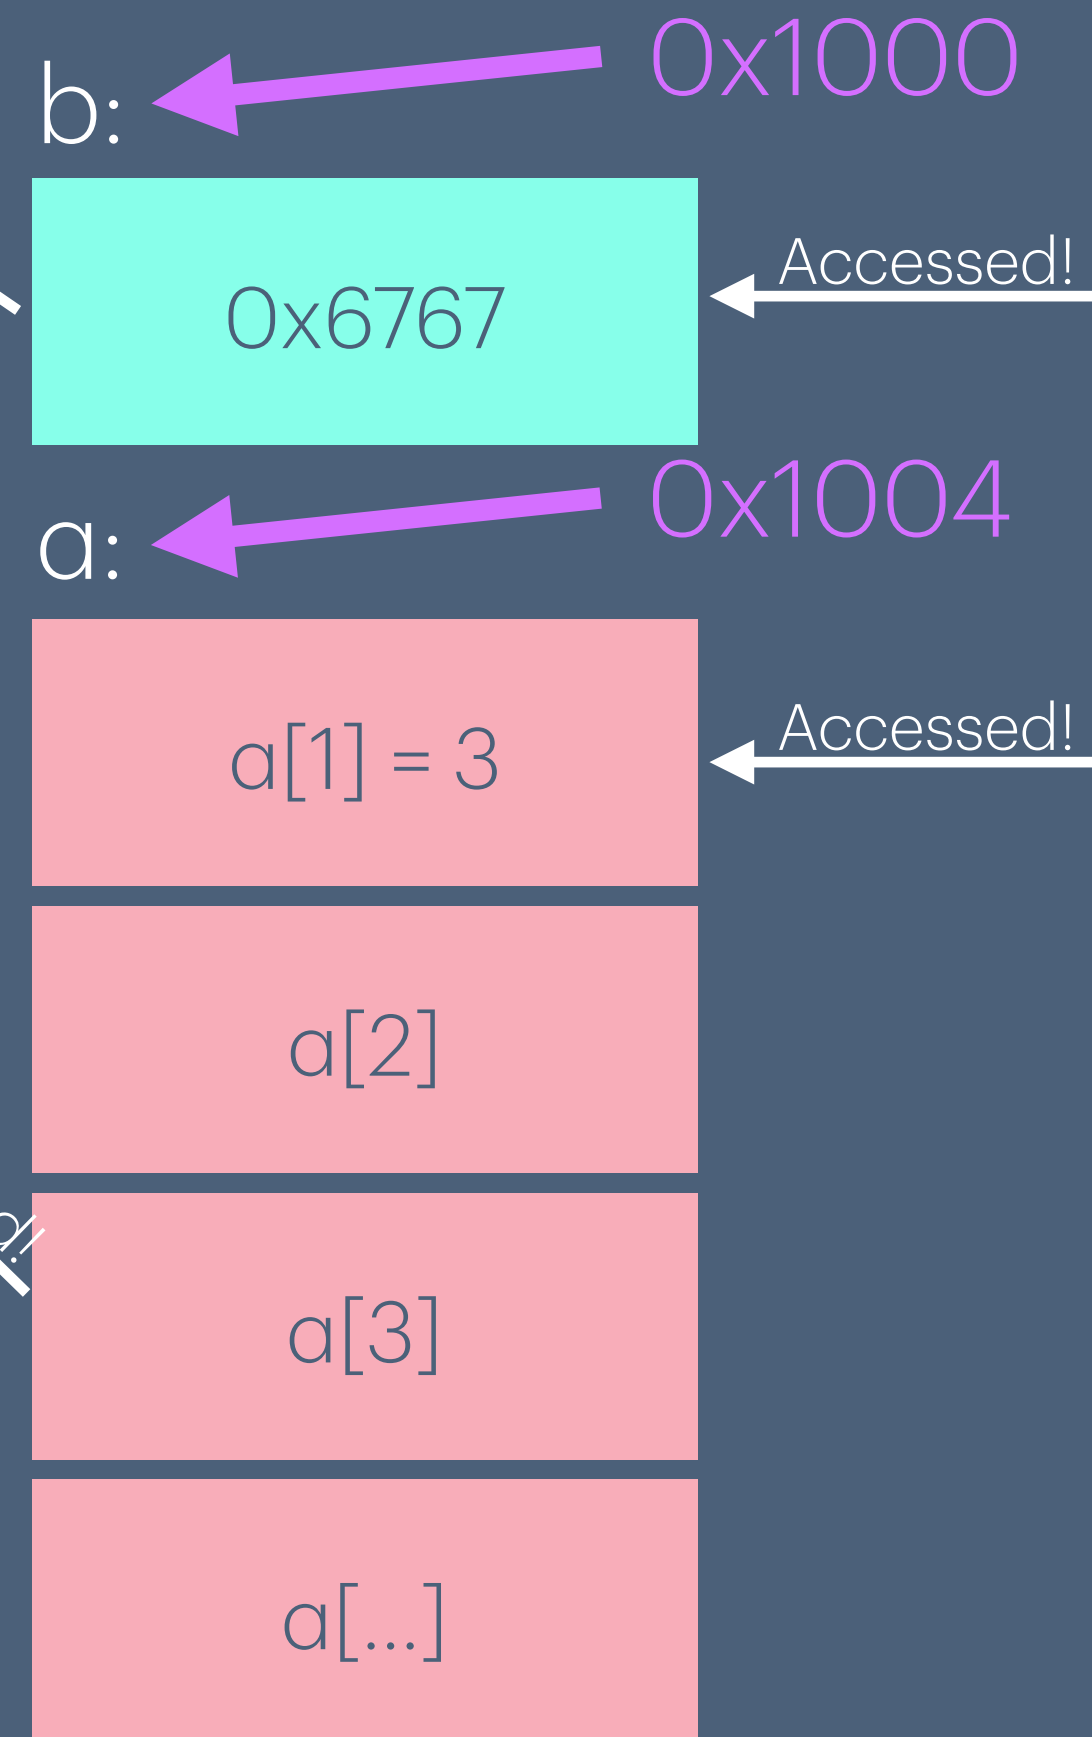 b:
0x1000
0x6767
Accessed!
a:
0x1004
a[1] = 3
Accessed!
a[2]
a[3]
a[...]